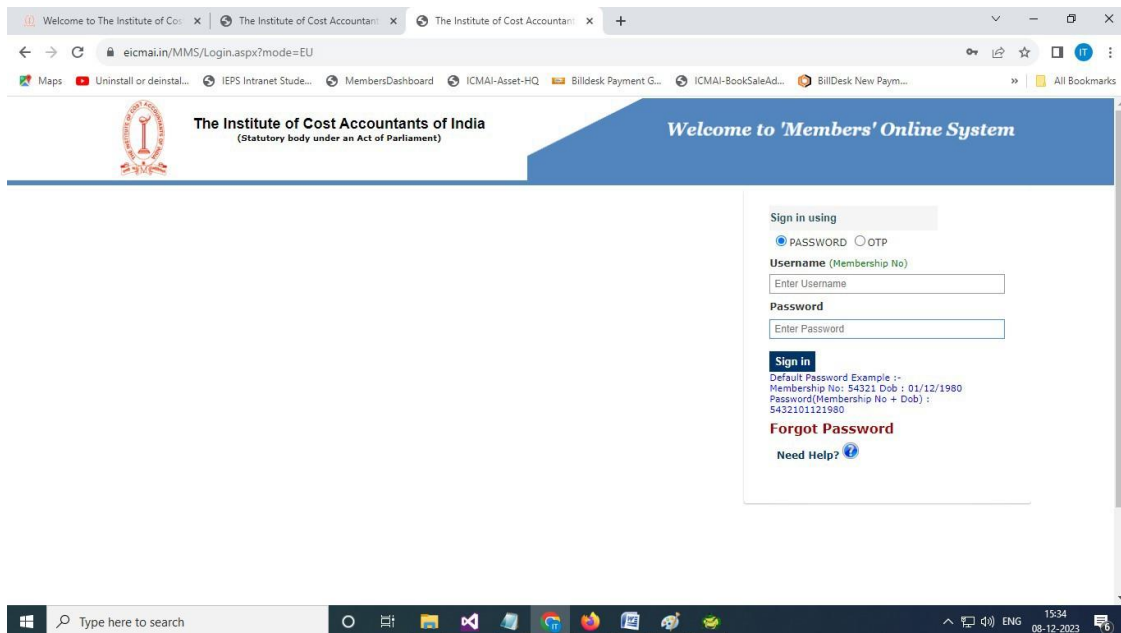 Welcome to The Institute of Cos
The Institute of Cost Accountant
The Institute of Cost Accountan
eicmai.in/MMS/Login.aspx?mode=EU
IT
Maps
Uninstall or deinstal...
IEPS Intranet Stude...
MembersDashboard
ICMAI-Asset-HQ
Billdesk Payment G...
ICMAI-BookSaleAd...
BillDesk New Paym...
All Bookmarks
The Institute of Cost Accountants of India
(Statutory body under an Act of Parliament)
Welcome to 'Members' Online System
Sign in using
PASSWORD OTP
Username (Membership No)
Enter Username
Password
Enter Password
Sign in
Default Password Example :-
Membership No: 54321 Dob : 01/12/1980
Password(Membership No + Dob) :
5432101121980
Forgot Password
Need Help?
Type here to search
ENG
15:34
08-12-2023
6